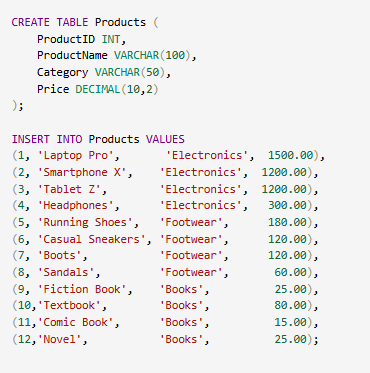 CREATE TABLE Products (
    ProductID INT,
    ProductName VARCHAR(100),
    Category VARCHAR(50),
    Price DECIMAL(10,2)
);

INSERT INTO Products VALUES
(1, 'Laptop Pro',       'Electronics',  1500.00),
(2, 'Smartphone X',    'Electronics',  1200.00),
(3, 'Tablet Z',        'Electronics',  1200.00),
(4, 'Headphones',      'Electronics',   300.00),
(5, 'Running Shoes',   'Footwear',      180.00),
(6, 'Casual Sneakers', 'Footwear',      120.00),
(7, 'Boots',           'Footwear',      120.00),
(8, 'Sandals',         'Footwear',       60.00),
(9, 'Fiction Book',    'Books',          25.00),
(10,'Textbook',        'Books',          80.00),
(11,'Comic Book',      'Books',          15.00),
(12,'Novel',           'Books',          25.00);